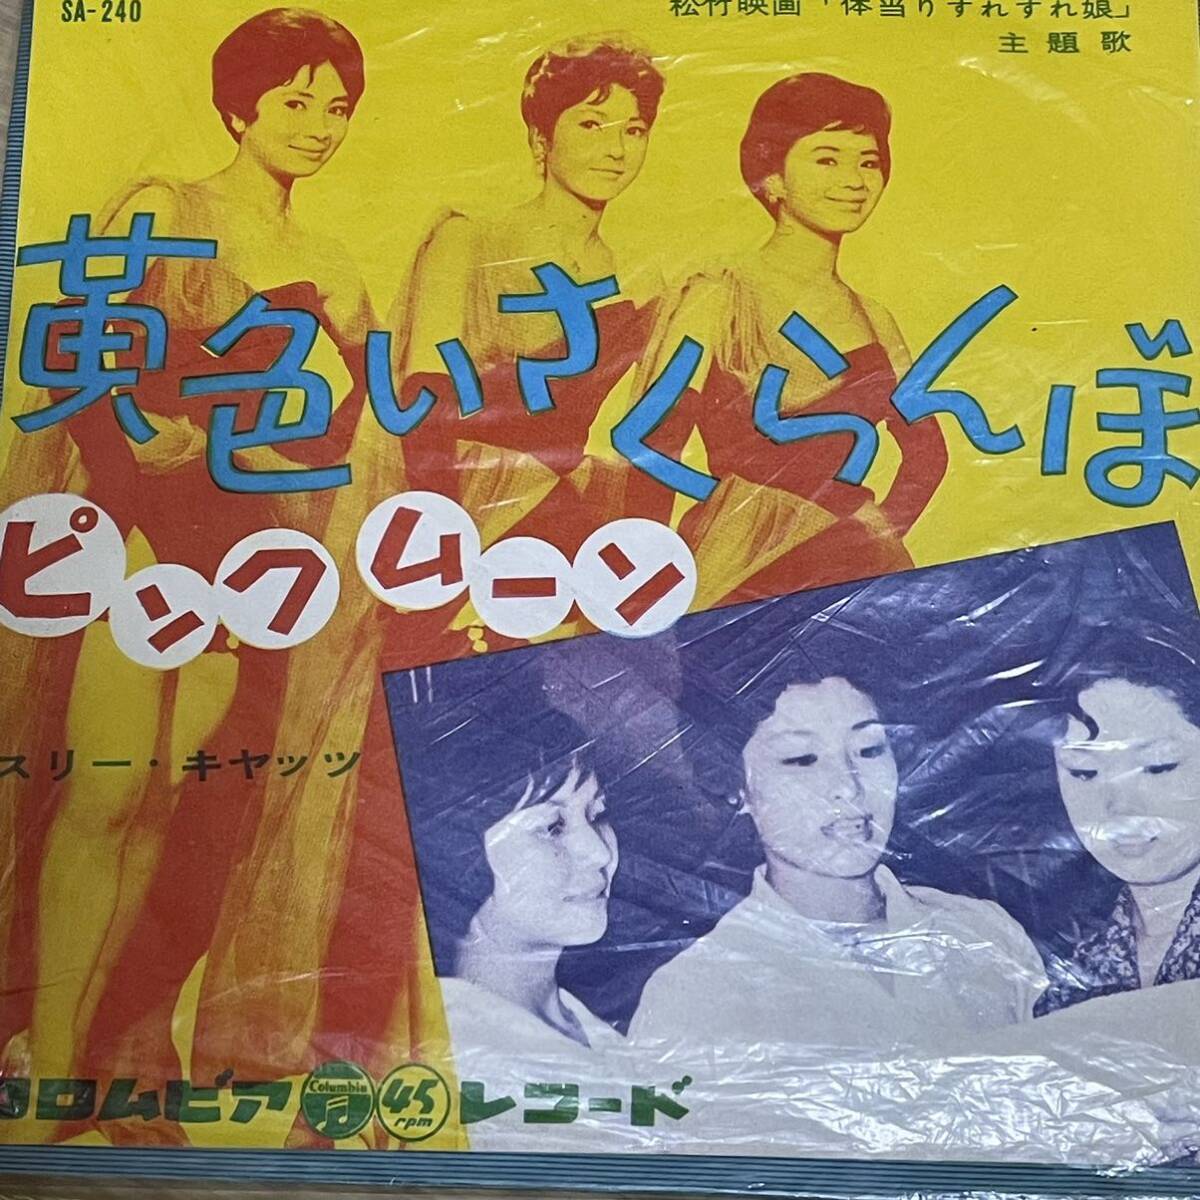 SA-240
松竹映画「体当りすれすれ娘」
主題歌
黄色いさくらんぼ
ピンクムーン
スリー・キャッツ
コロムビア Columbia 45 rpm レコード